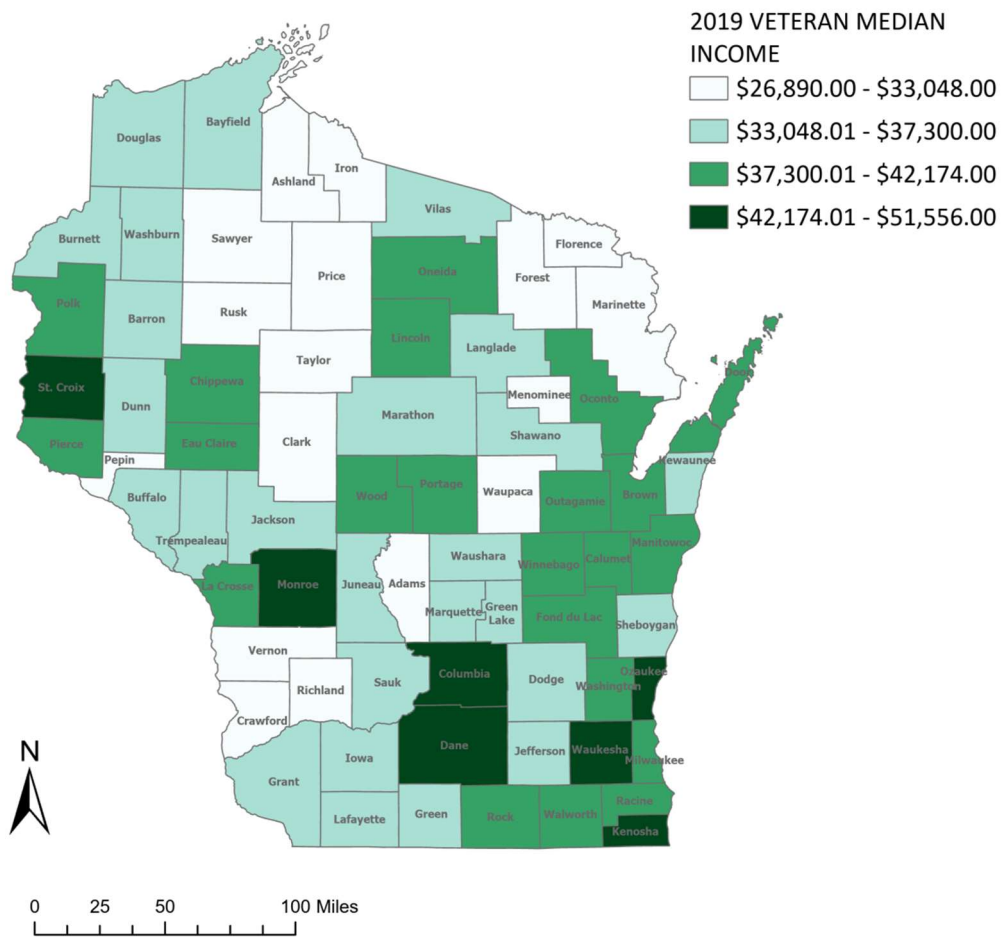 2019 VETERAN MEDIAN
INCOME
$26,890.00 - $33,048.00
$33,048.01 - $37,300.00
$37,300.01 - $42,174.00
$42,174.01 - $51,556.00
Bayfield
Douglas
Iron
Ashland
Vilas
Burnett
Washburn
Sawyer
Florence
Oneida
Price
Forest
Polk
Marinette
Rusk
Barron
Lincoln
Langlade
Taylor
Door
Chippewa
St. Croix
Menominee
Oconto
Dunn
Marathon
Shawano
Pierce
Eau Claire
Clark
Pepin
Kewaunee
Portage
Waupaca
Wood
Buffalo
Brown
Outagamie
Jackson
Trempealeau
Manitowoc
Waushara
Calumet
Winnebago
La Crosse
Monroe
Juneau
Adams
Marquette
Green
Lake
Fond du Lac
Sheboygan
Vernon
Columbia
Ozaukee
Dodge
Sauk
Washington
Richland
Crawford
Dane
Waukesha
Jefferson
Iowa
Milwaukee
Grant
Racine
Green
Walworth
Rock
Lafayette
Kenosha
N
0 25 50 100 Miles